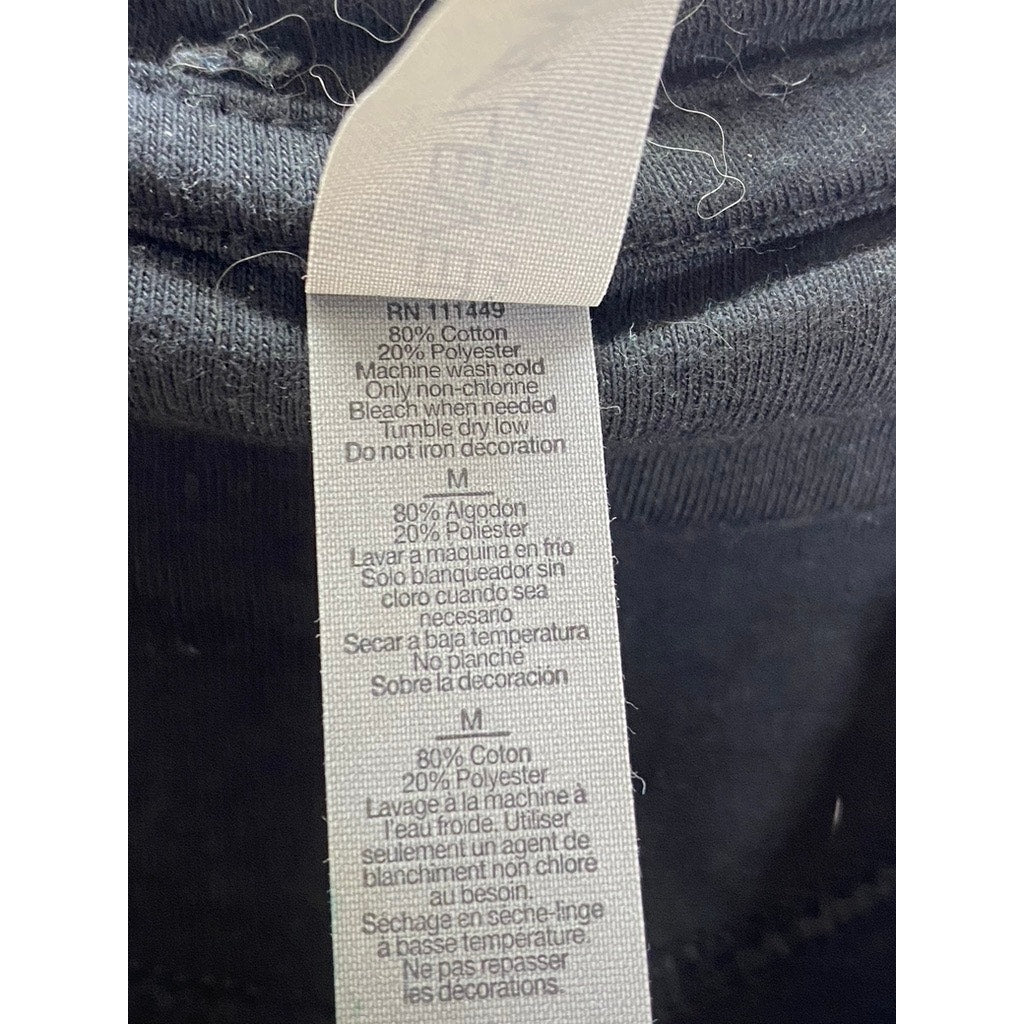 RN 111449
80% Cotton
20% Polyester
Machine wash cold
Only non-chlorine
Bleach when needed
Tumble dry low
Do not iron decoration
M
80% Algodón
20% Poliéster
Lavar a máquina en frio
Solo blanqueador sin
cloro cuando sea
necesario
Secar a baja temperatura
No planche
Sobre la decoración
M
80% Coton
20% Polyester
Lavage à la machine à
l'eau froide. Utiliser
seulement un agent de
blanchiment non chloré
au besoin.
Séchage en sèche-linge
à basse température.
Ne pas repasser
les décorations.